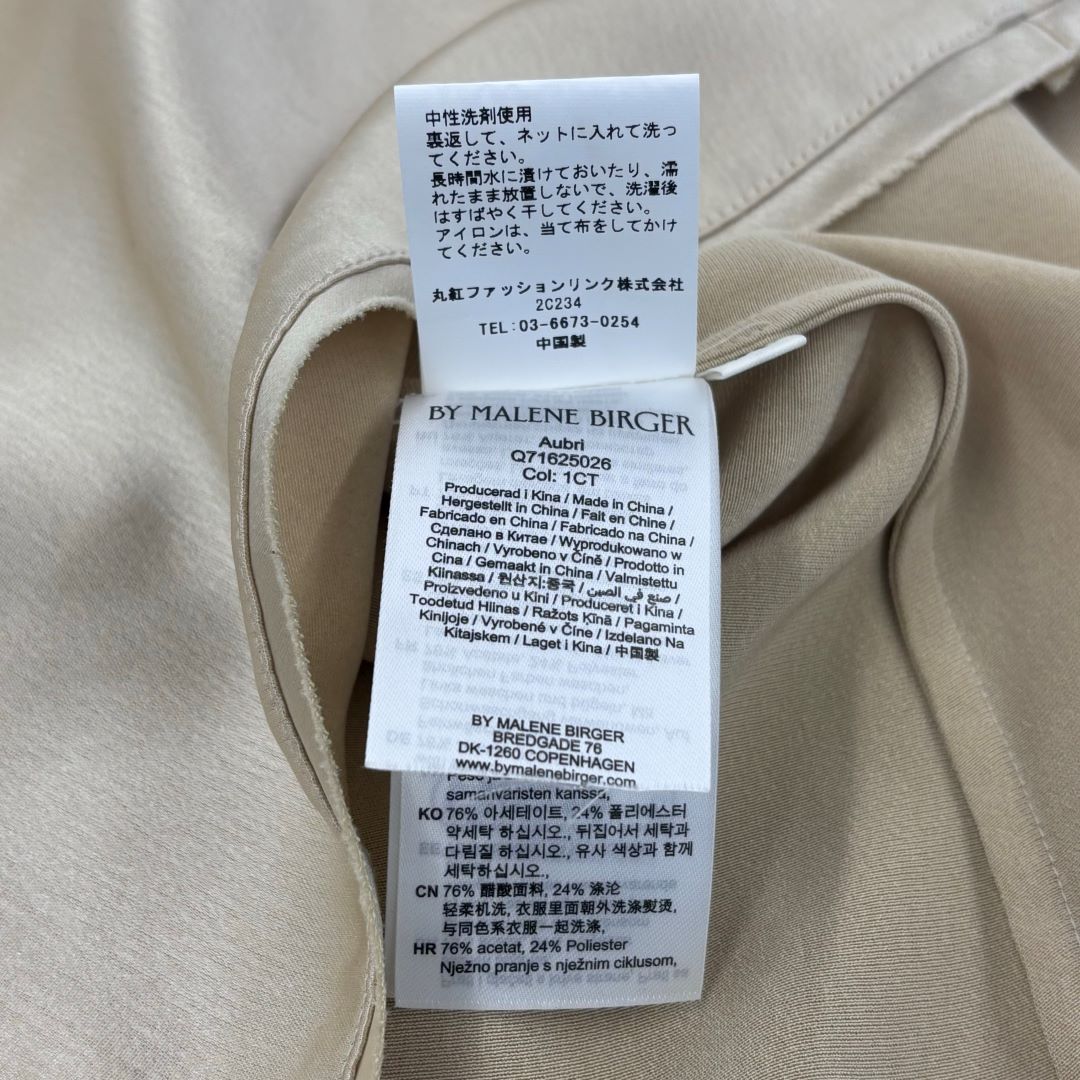 中性洗剤使用
裏返して、ネットに入れて洗っ
てください。
長時間水に漬けておいたり、濡
れたまま放置しないで、洗濯後
はすばやく干してください。
アイロンは、当て布をしてかけ
てください。
丸紅ファッションリンク株式会社
2C234
TEL:03-6673-0254
中国製
BY MALENE BIRGER
Aubri
Q71625026
Col: 1CT
Producerad i Kina / Made in China /
Hergestellt in China / Fait en Chine /
Fabricado en China / Fabricado na China /
Сделано в Китае / Wyprodukowano w
Chinach / Vyrobeno v Číně / Prodotto in
Cina / Gemaakt in China / Valmistettu
Kiinassa / 원산지:중국 / صنع في الصين /
Proizvedeno u Kini / Produceret i Kina /
Toodetud Hiinas / Ražots Ķīnā / Pagaminta
Kinijoje / Vyrobené v Číne / Izdelano Na
Kitajskem / Laget i Kina / 中国製
BY MALENE BIRGER
BREDGADE 76
DK-1260 COPENHAGEN
www.bymalenebirger.com
samanväristen kanssa,
KO 76% 아세테이트, 24% 폴리에스터
약세탁 하십시오., 뒤집어서 세탁과
다림질 하십시오., 유사 색상과 함께
세탁하십시오.,
CN 76% 醋酸面料, 24% 涤沦
轻柔机洗, 衣服里面朝外洗涤熨烫,
与同色系衣服一起洗涤,
HR 76% acetat, 24% Poliester
Nježno pranje s nježnim ciklusom,